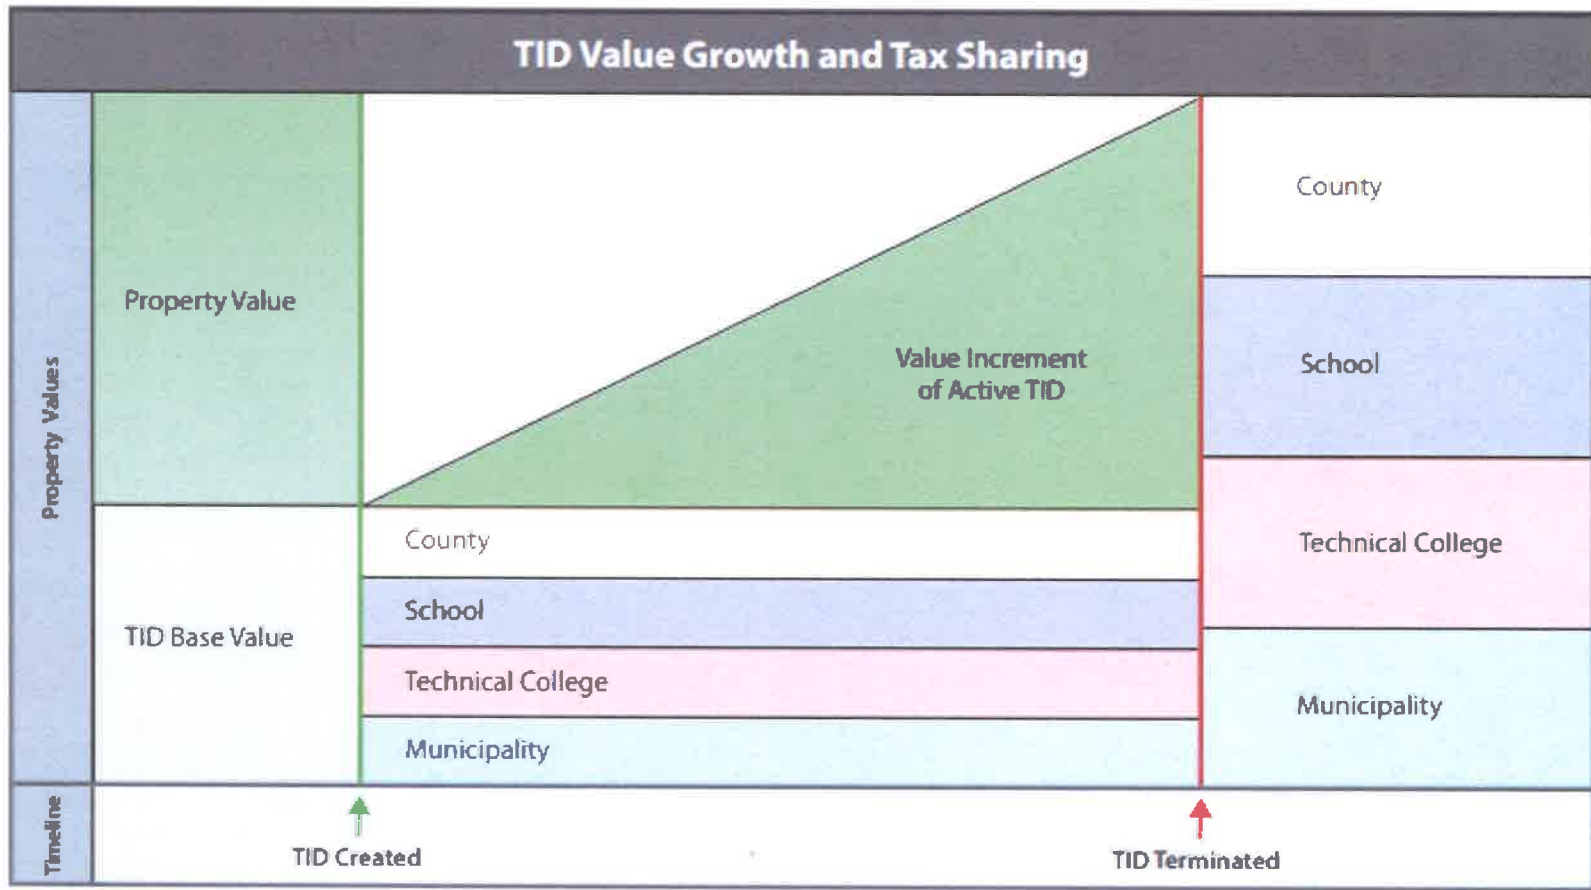 TID Value Growth and Tax Sharing
Property Values
Property Value
TID Base Value
Value Increment
of Active TID
County
School
Technical College
Municipality
County
School
Technical College
Municipality
Timeline
TID Created
TID Terminated